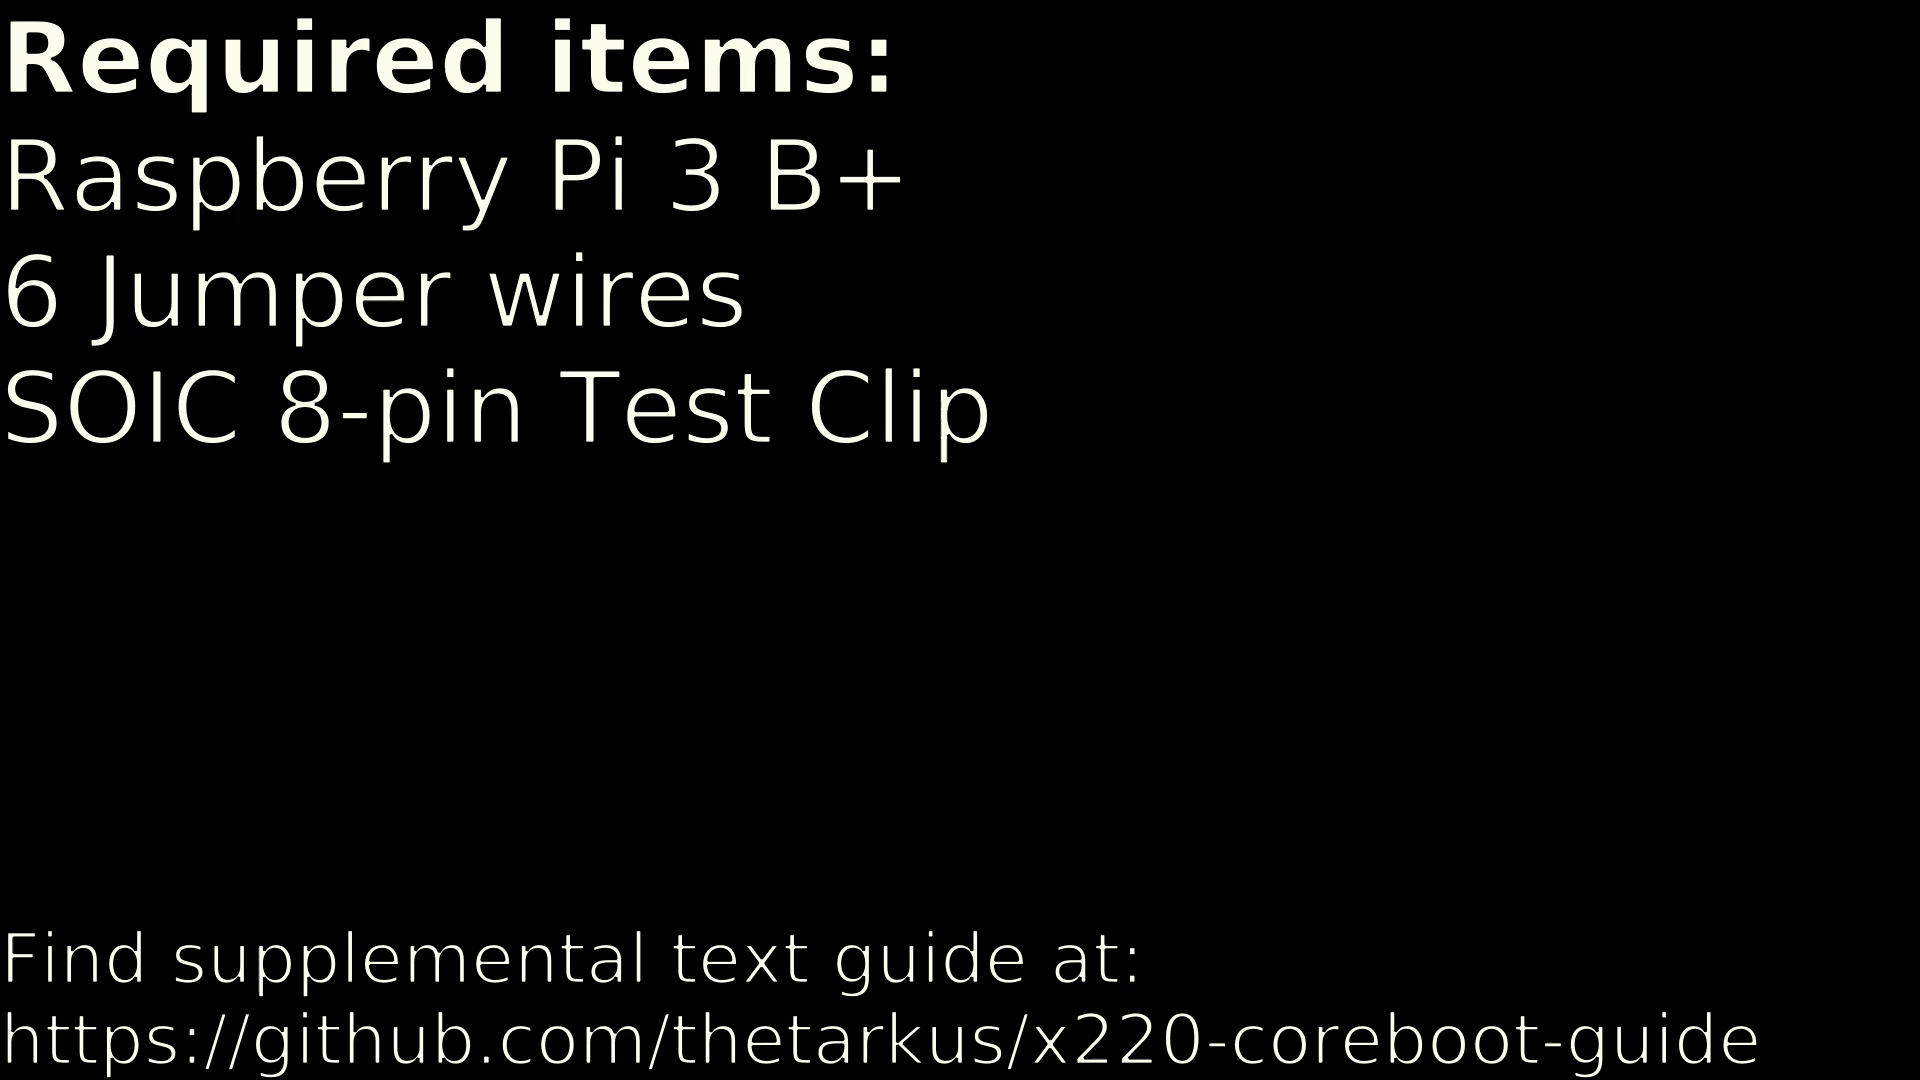 Required items:
Raspberry Pi 3 B+
6 Jumper wires
SOIC 8-pin Test Clip
Find supplemental text guide at:
https://github.com/thetarkus/x220-coreboot-guide